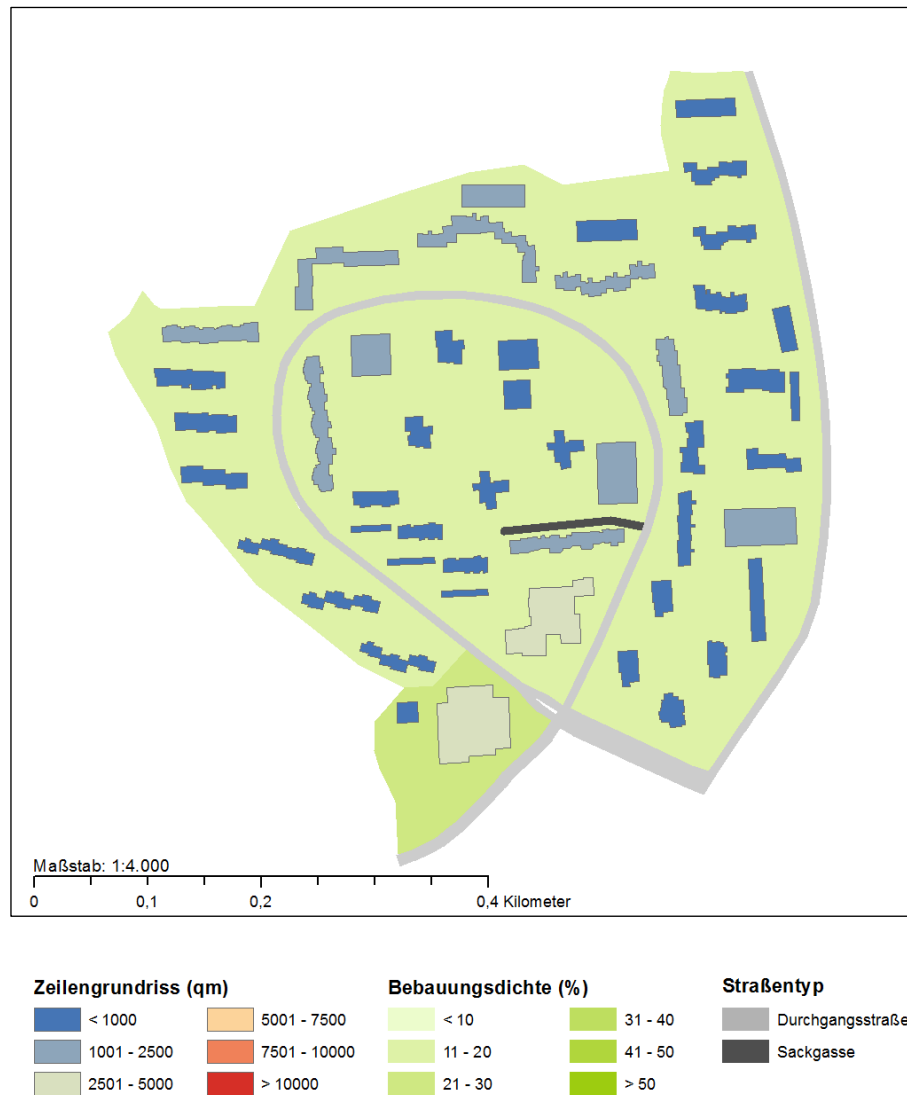 Maßstab: 1:4.000
0 0,1 0,2 0,4 Kilometer
Zeilengrundriss (qm) Bebauungsdichte (%) Straßentyp
< 1000 5001 - 7500 < 10 31 - 40 Durchgangsstraße
1001 - 2500 7501 - 10000 11 - 20 41 - 50 Sackgasse
2501 - 5000 > 10000 21 - 30 > 50